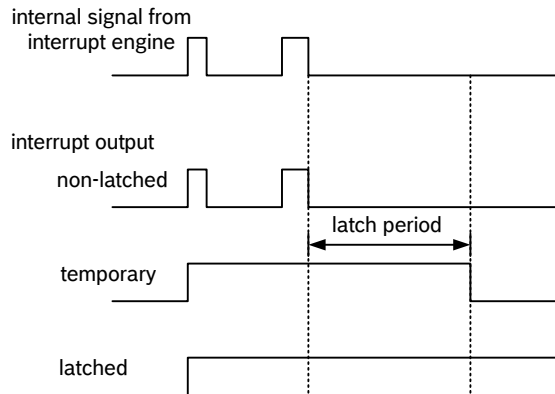 internal signal from
interrupt engine
interrupt output
non-latched
latch period
temporary
latched